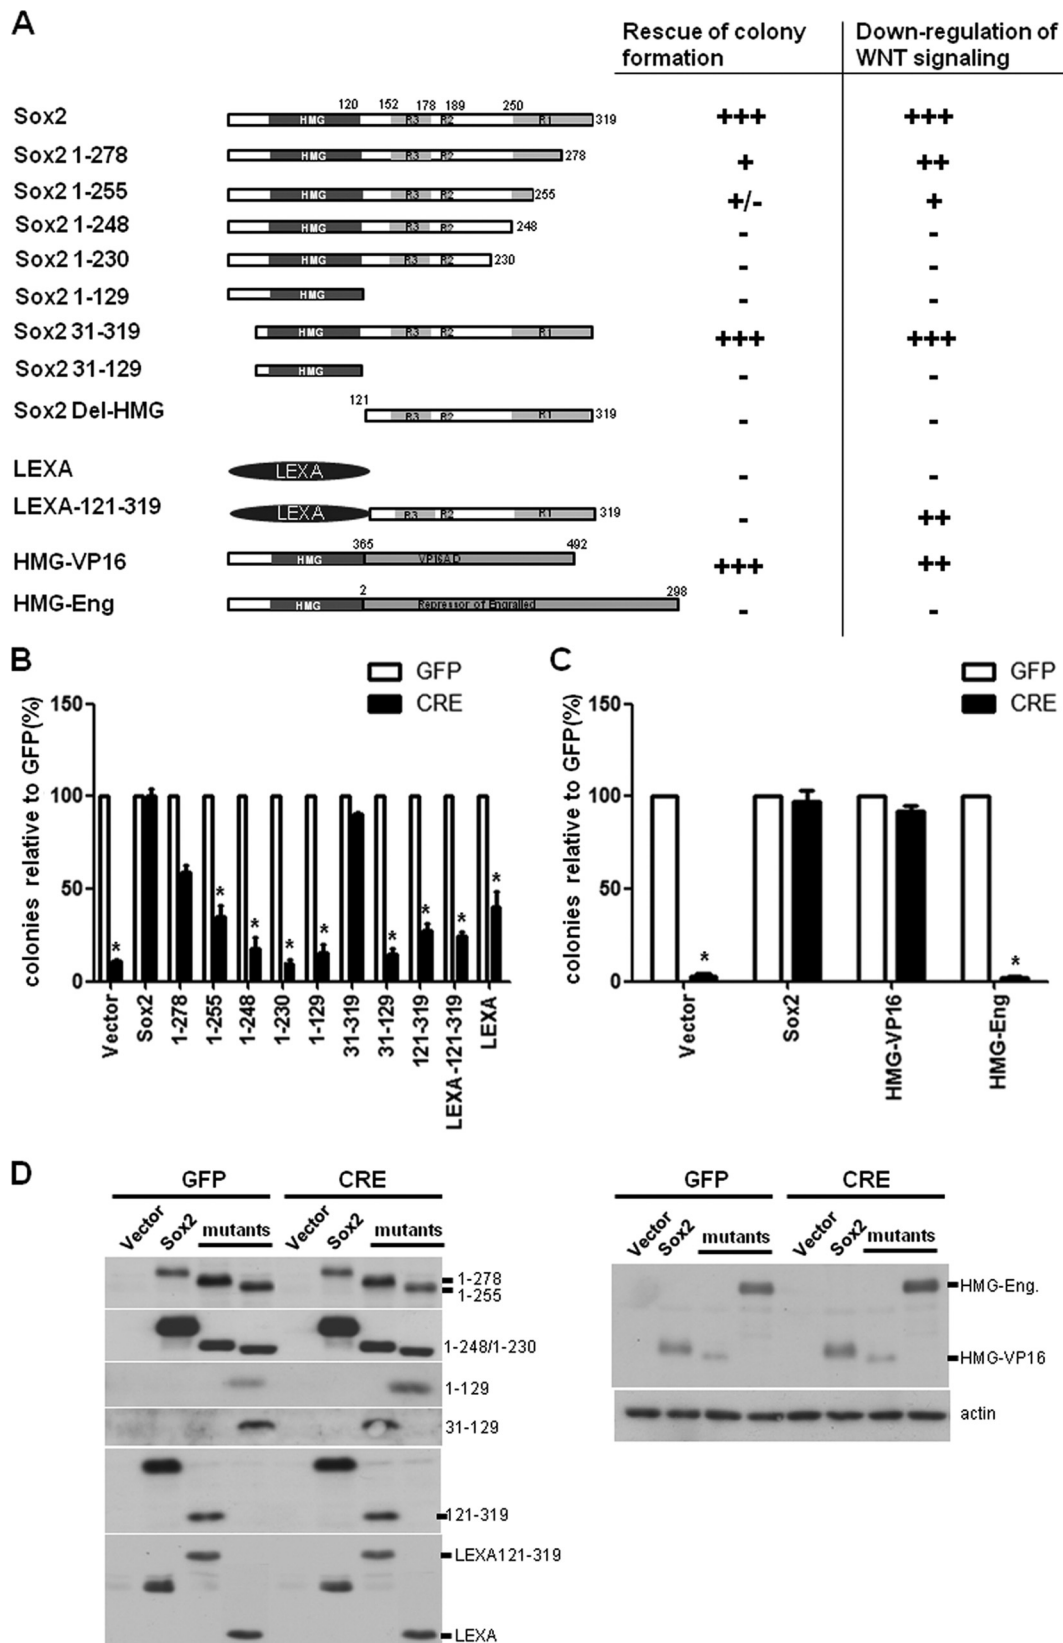 A
Rescue of colony formation
Down-regulation of WNT signaling
Sox2
120 152 178 189 250
HMG R3 R2 R1
319
+++
+++
Sox2 1-278
HMG R3 R2
278
+
++
Sox2 1-255
HMG R3 R2
255
+/-
+
Sox2 1-248
HMG R3 R2
248
-
-
Sox2 1-230
HMG R3 R2
230
-
-
Sox2 1-129
HMG
-
-
Sox2 31-319
HMG R3 R2 R1
+++
+++
Sox2 31-129
HMG
-
-
Sox2 Del-HMG
121
R3 R2 R1
319
-
-
LEXA
LEXA
-
-
LEXA-121-319
LEXA
R3 R2 R1
319
-
++
HMG-VP16
365 492
HMG VP16AD
+++
++
HMG-Eng
2 298
HMG Repressor of Engralled
-
-
B
GFP
CRE
colonies relative to GFP(%)
150
100
50
0
* * * * * * * * *
Vector
Sox2
1-278
1-255
1-248
1-230
1-129
31-319
31-129
121-319
LEXA-121-319
LEXA
C
GFP
CRE
colonies relative to GFP(%)
150
100
50
0
* *
Vector
Sox2
HMG-VP16
HMG-Eng
D
GFP CRE
Vector Sox2 mutants Vector Sox2 mutants
1-278
1-255
1-248/1-230
1-129
31-129
121-319
LEXA121-319
LEXA
GFP CRE
Vector Sox2 mutants Vector Sox2 mutants
HMG-Eng.
HMG-VP16
actin